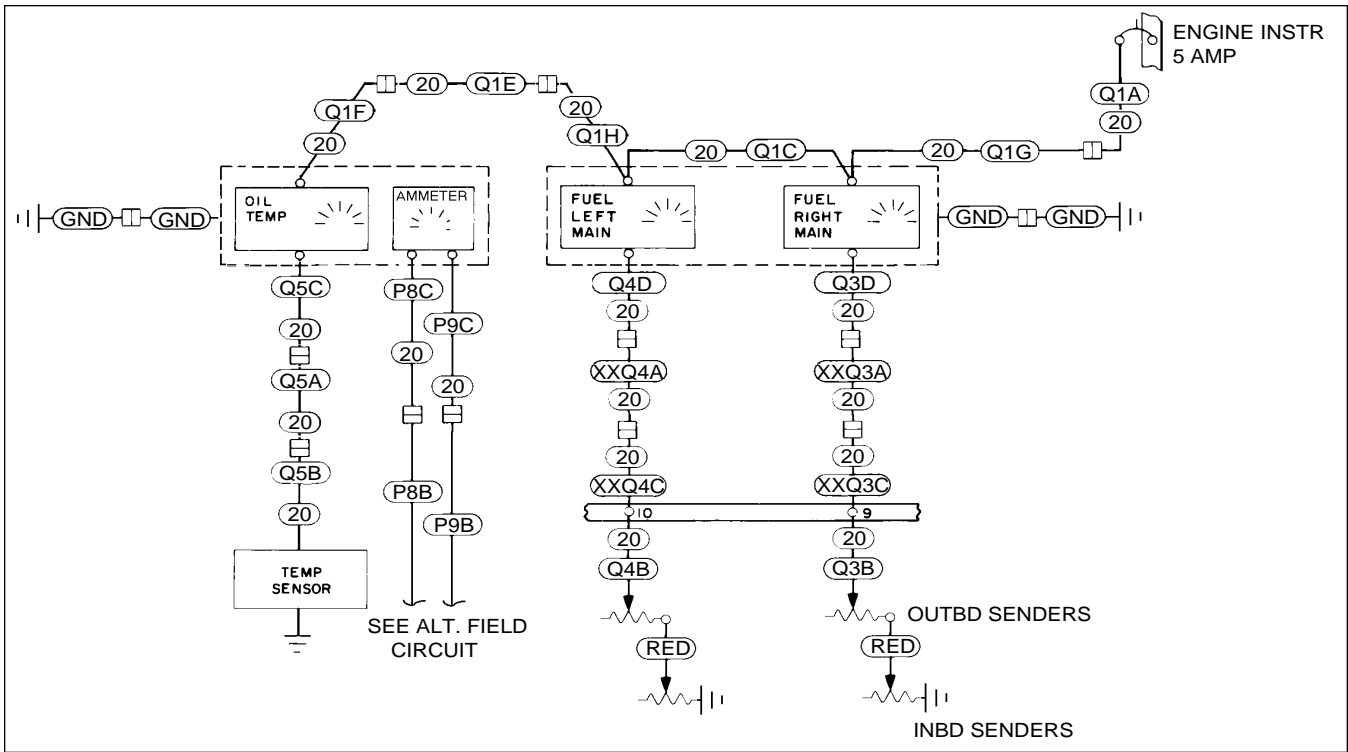 ENGINE INSTR
5 AMP
Q1A
20
20
Q1E
Q1F
20
20
Q1H
20
Q1C
20
Q1G
GND
GND
OIL
TEMP
AMMETER
FUEL
LEFT
MAIN
FUEL
RIGHT
MAIN
GND
GND
Q5C
20
Q5A
20
Q5B
20
TEMP
SENSOR
P8C
20
P8B
P9C
20
P9B
SEE ALT. FIELD
CIRCUIT
Q4D
20
XXQ4A
20
20
XXQ4C
10
20
Q4B
RED
Q3D
20
XXQ3A
20
20
XXQ3C
9
20
Q3B
OUTBD SENDERS
RED
INBD SENDERS